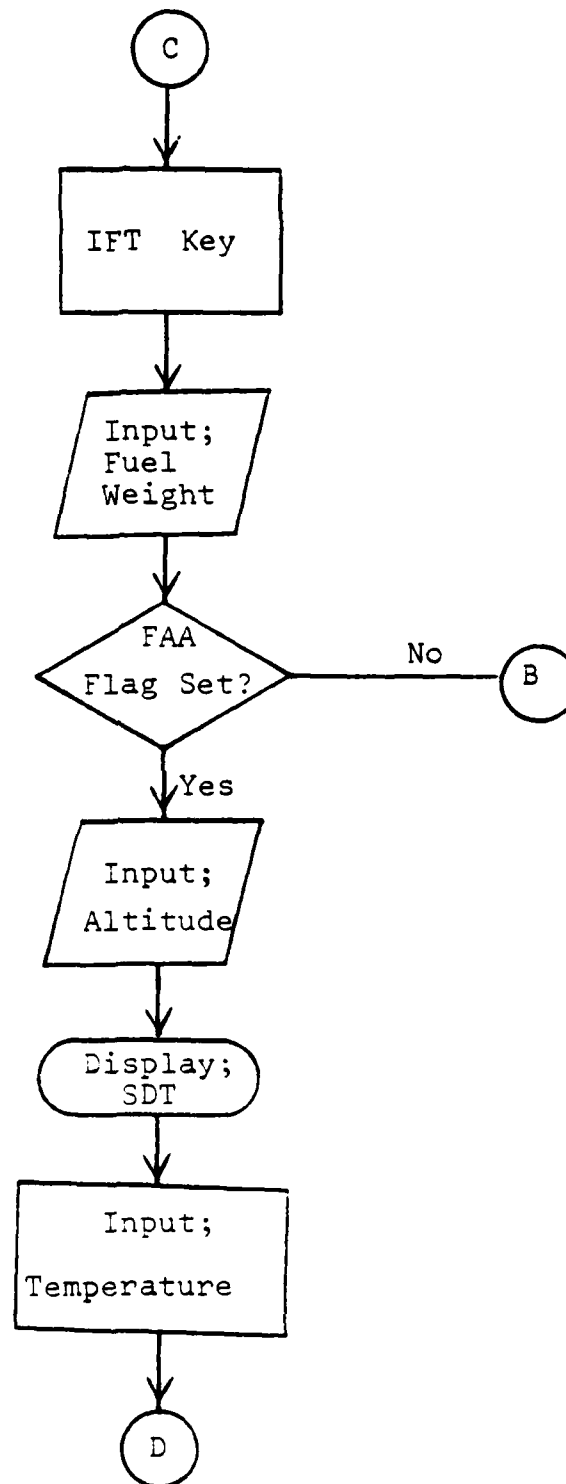 C
IFT Key
Input;
Fuel
Weight
FAA
Flag Set?
No
B
Yes
Input;
Altitude
Display;
SDT
Input;
Temperature
D